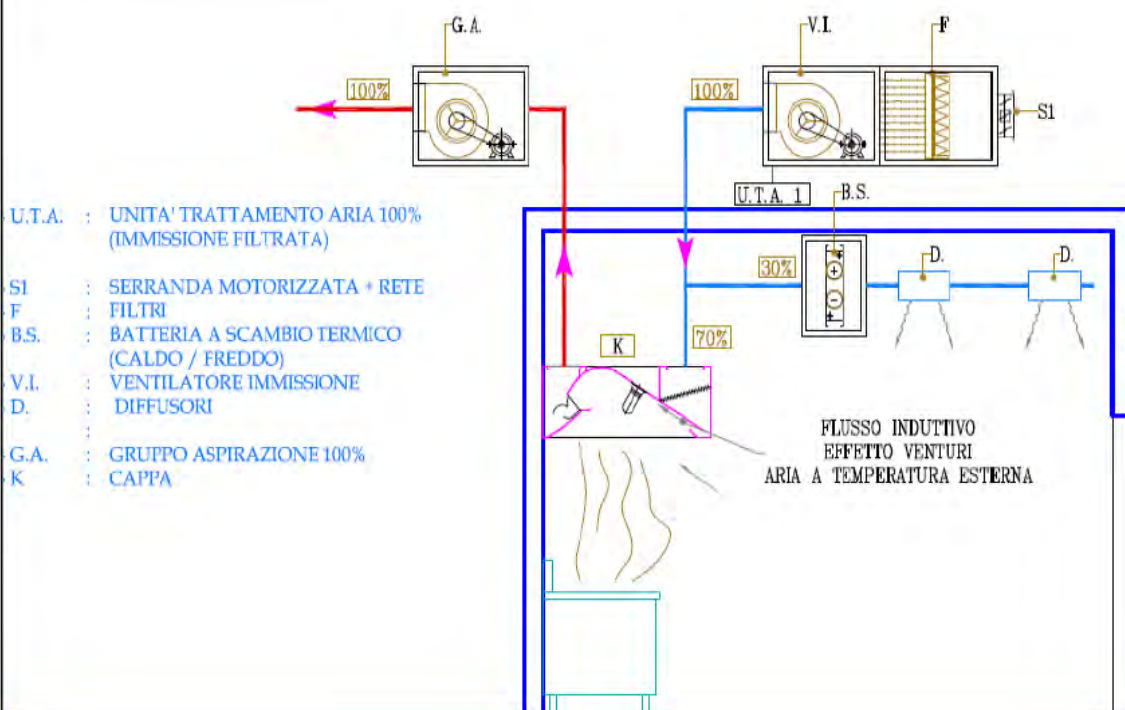 G.A.
V.I.
F
100%
100%
S1
U.T.A. 1
B.S.
U.T.A. : UNITA' TRATTAMENTO ARIA 100%
(IMMISSIONE FILTRATA)
30%
D.
D.
S1 : SERRANDA MOTORIZZATA + RETE
F : FILTRI
B.S. : BATTERIA A SCAMBIO TERMICO
(CALDO / FREDDO)
K
70%
V.I. : VENTILATORE IMMISSIONE
D. : DIFFUSORI
:
G.A. : GRUPPO ASPIRAZIONE 100%
K : CAPPA
FLUSSO INDUTTIVO
EFFETTO VENTURI
ARIA A TEMPERATURA ESTERNA